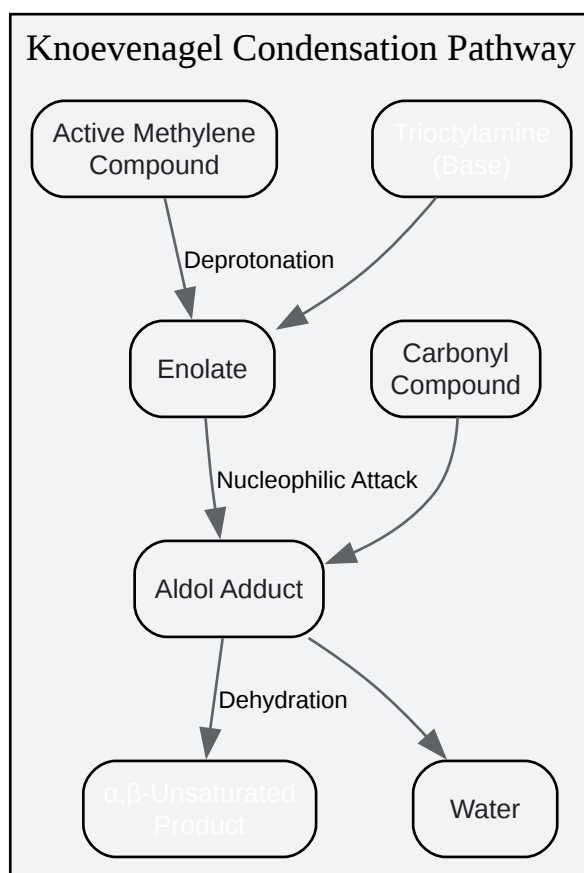 Knoevenagel Condensation Pathway
Active Methylene
Compound
Trioctylamine
(Base)
Deprotonation
Enolate
Carbonyl
Compound
Nucleophilic Attack
Aldol Adduct
Dehydration
α,β-Unsaturated
Product
Water